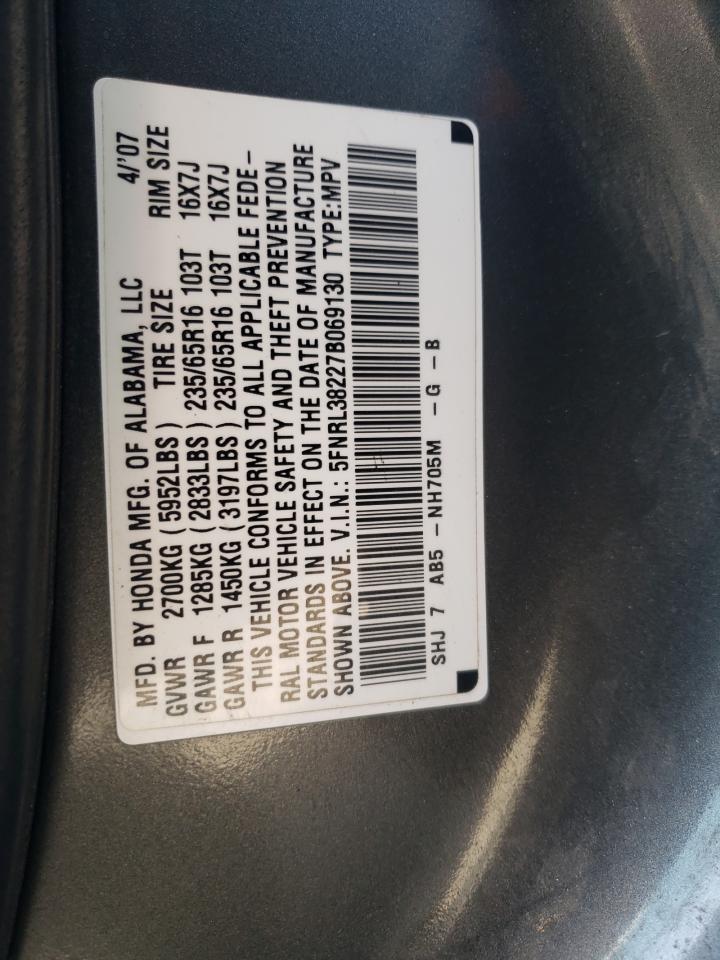 MFD. BY HONDA MFG. OF ALABAMA, LLC 4/'07
GVWR 2700KG (5952LBS) TIRE SIZE RIM SIZE
GAWR F 1285KG (2833LBS) 235/65R16 103T 16X7J
GAWR R 1450KG (3197LBS) 235/65R16 103T 16X7J
THIS VEHICLE CONFORMS TO ALL APPLICABLE FEDE-
RAL MOTOR VEHICLE SAFETY AND THEFT PREVENTION
STANDARDS IN EFFECT ON THE DATE OF MANUFACTURE
SHOWN ABOVE. V.I.N.: 5FNRL38227B069130 TYPE:MPV
SHJ 7 AB5 - NH705M - G - B